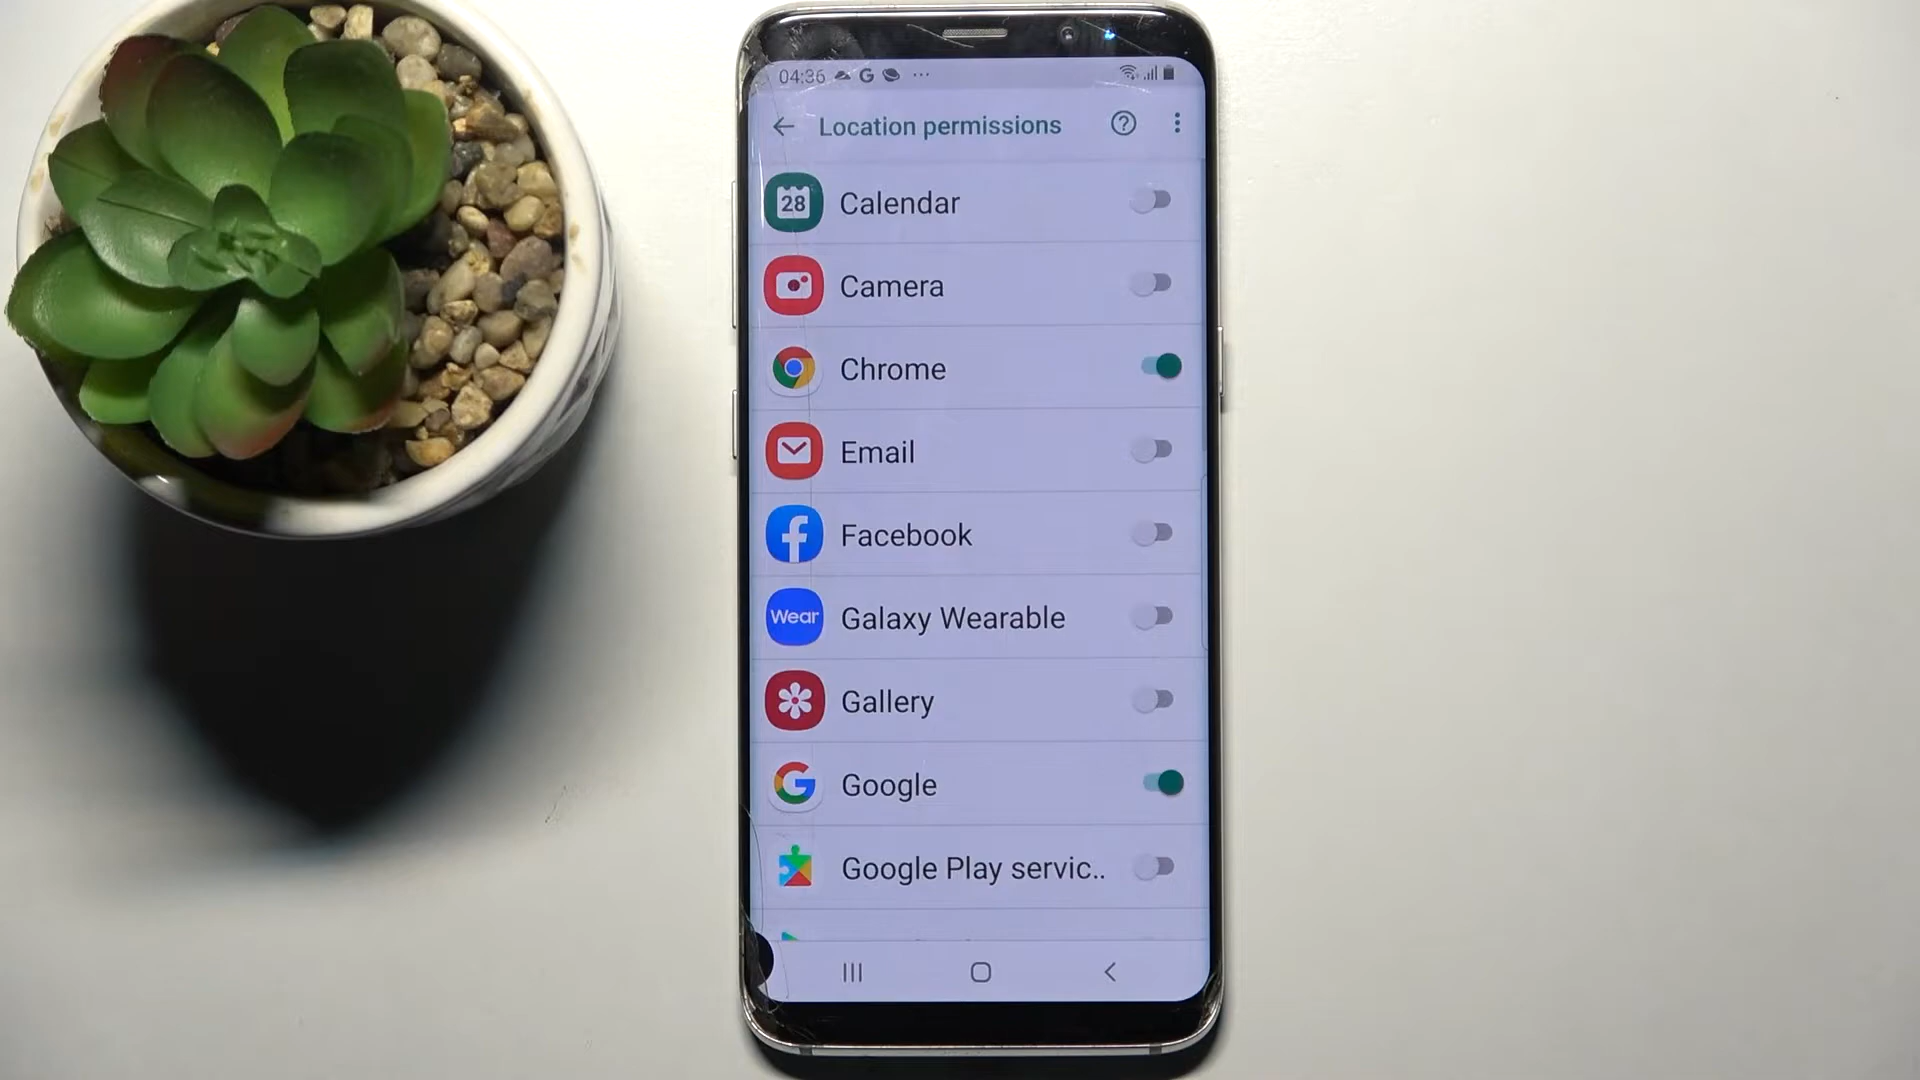 04:36 G ...
Location permissions ?
28 Calendar
Camera
Chrome
Email
Facebook
Wear Galaxy Wearable
Gallery
Google
Google Play servic..